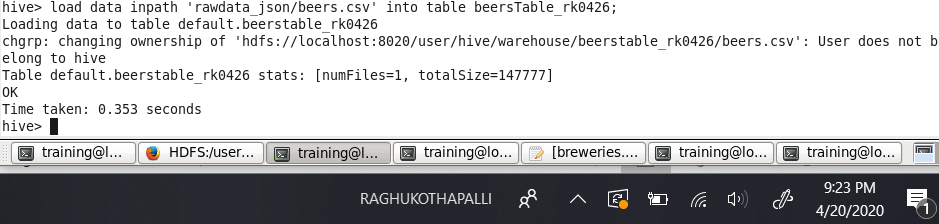 hive> load data inpath 'rawdata_json/beers.csv' into table beersTable_rk0426;
Loading data to table default.beerstable_rk0426
chgrp: changing ownership of 'hdfs://localhost:8020/user/hive/warehouse/beerstable_rk0426/beers.csv': User does not b
elong to hive
Table default.beerstable_rk0426 stats: [numFiles=1, totalSize=147777]
OK
Time taken: 0.353 seconds
hive>
training@l... HDFS:/user... training@l... training@lo... [breweries.... training@lo... training@lo...
RAGHUKOTHAPALLI
9:23 PM
4/20/2020
1